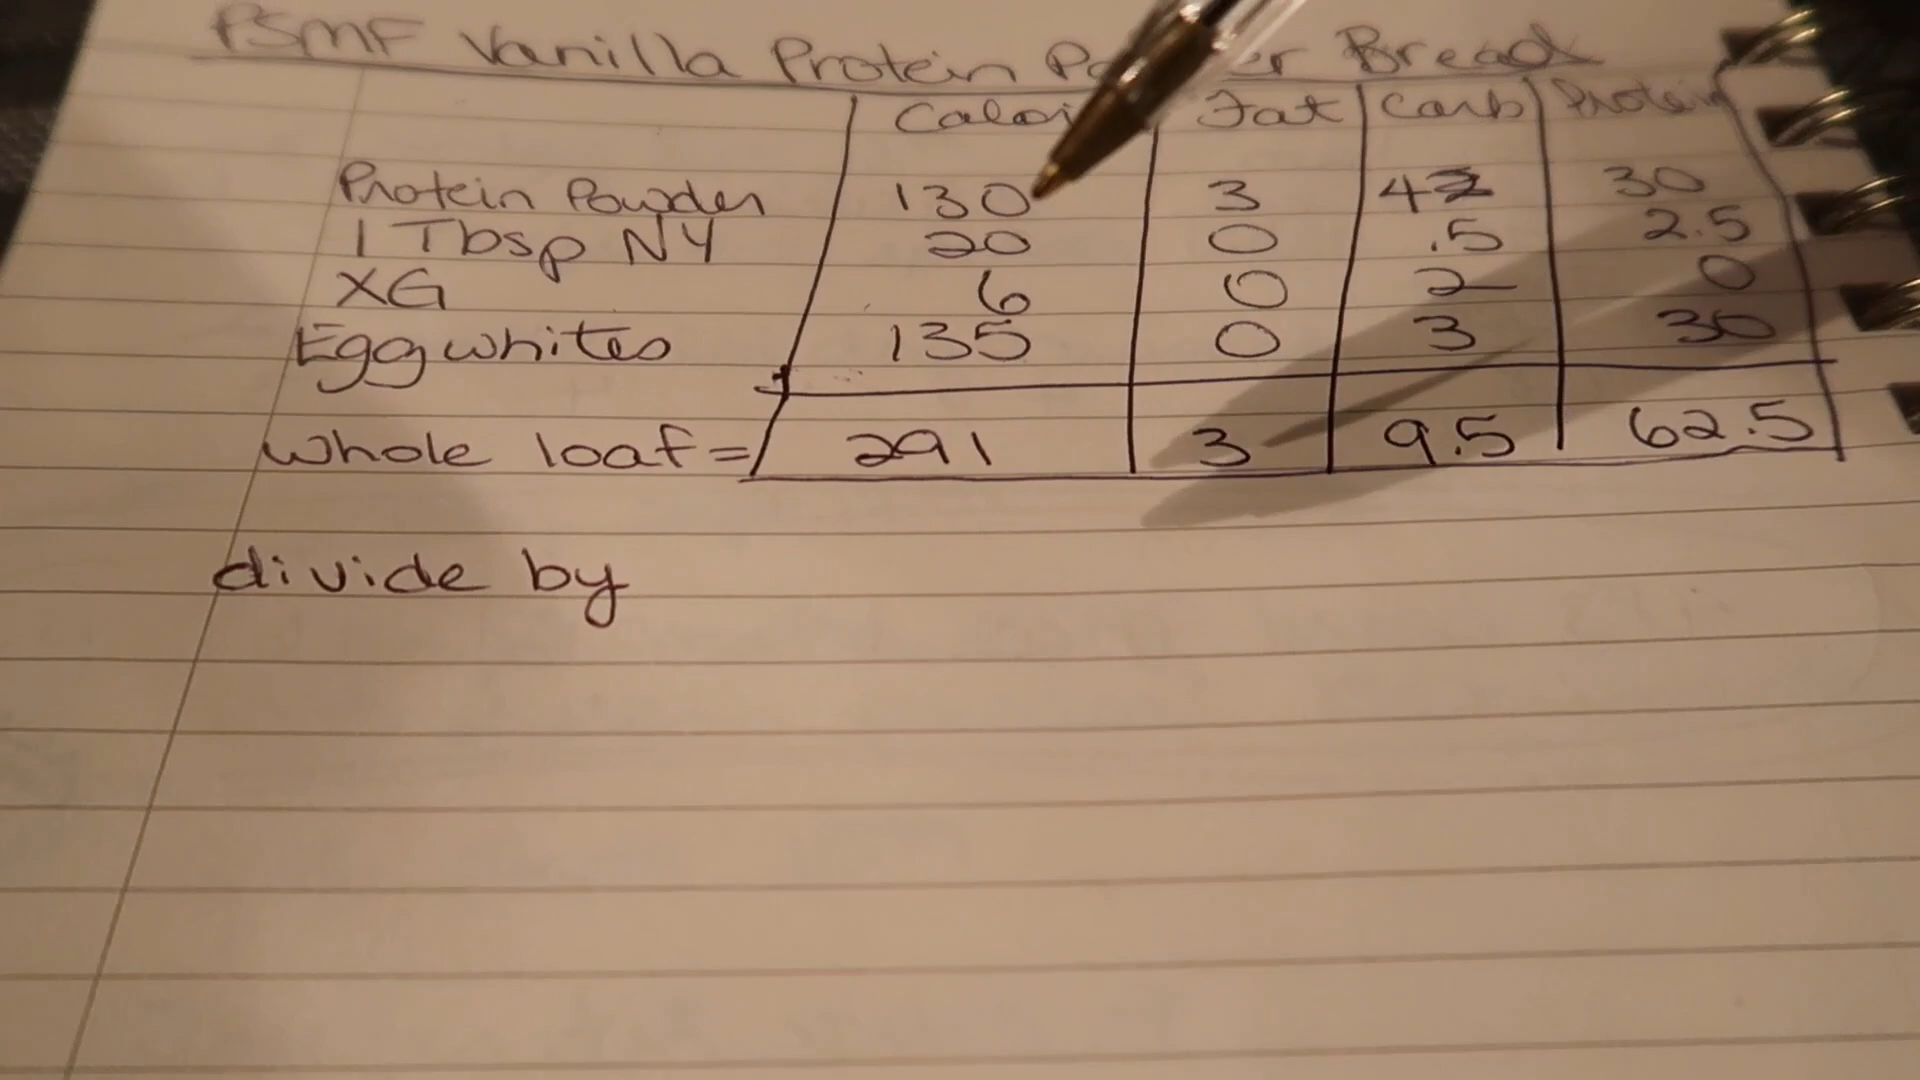 PSMF Vanilla Protein Bread
Fat Carb Protein
Protein Powder 130 3 4 30
1 Tbsp NY 20 0 .5 2.5
XG 6 0 2 0
Egg whites 135 0 3 30
whole loaf = 291 3 9.5 62.5
divide by